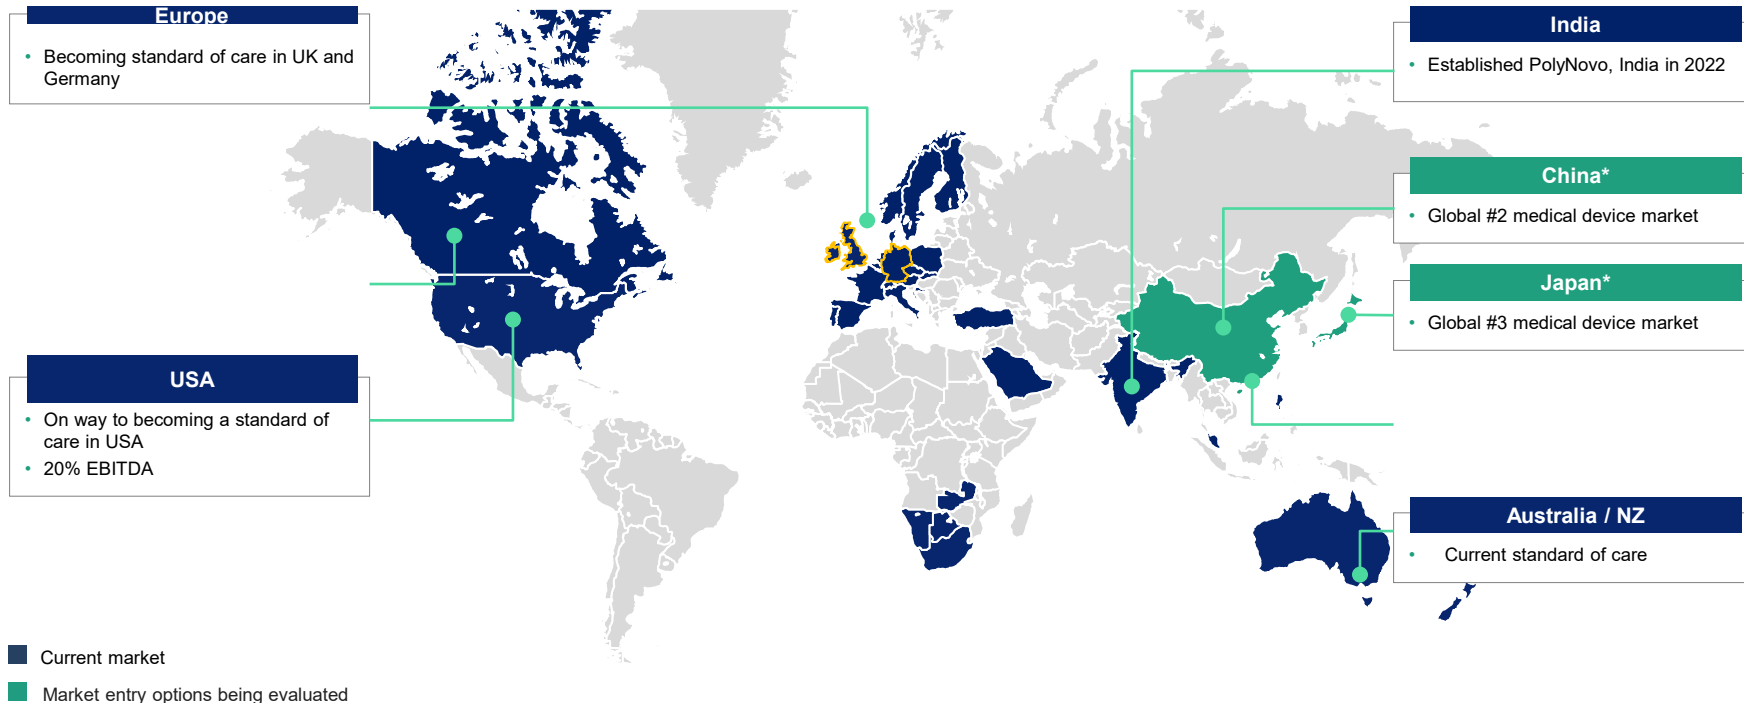 Europe
• Becoming standard of care in UK and
Germany
USA
• On way to becoming a standard of
care in USA
• 20% EBITDA
India
• Established PolyNovo, India in 2022
China*
• Global #2 medical device market
Japan*
• Global #3 medical device market
Australia / NZ
• Current standard of care
Current market
Market entry options being evaluated